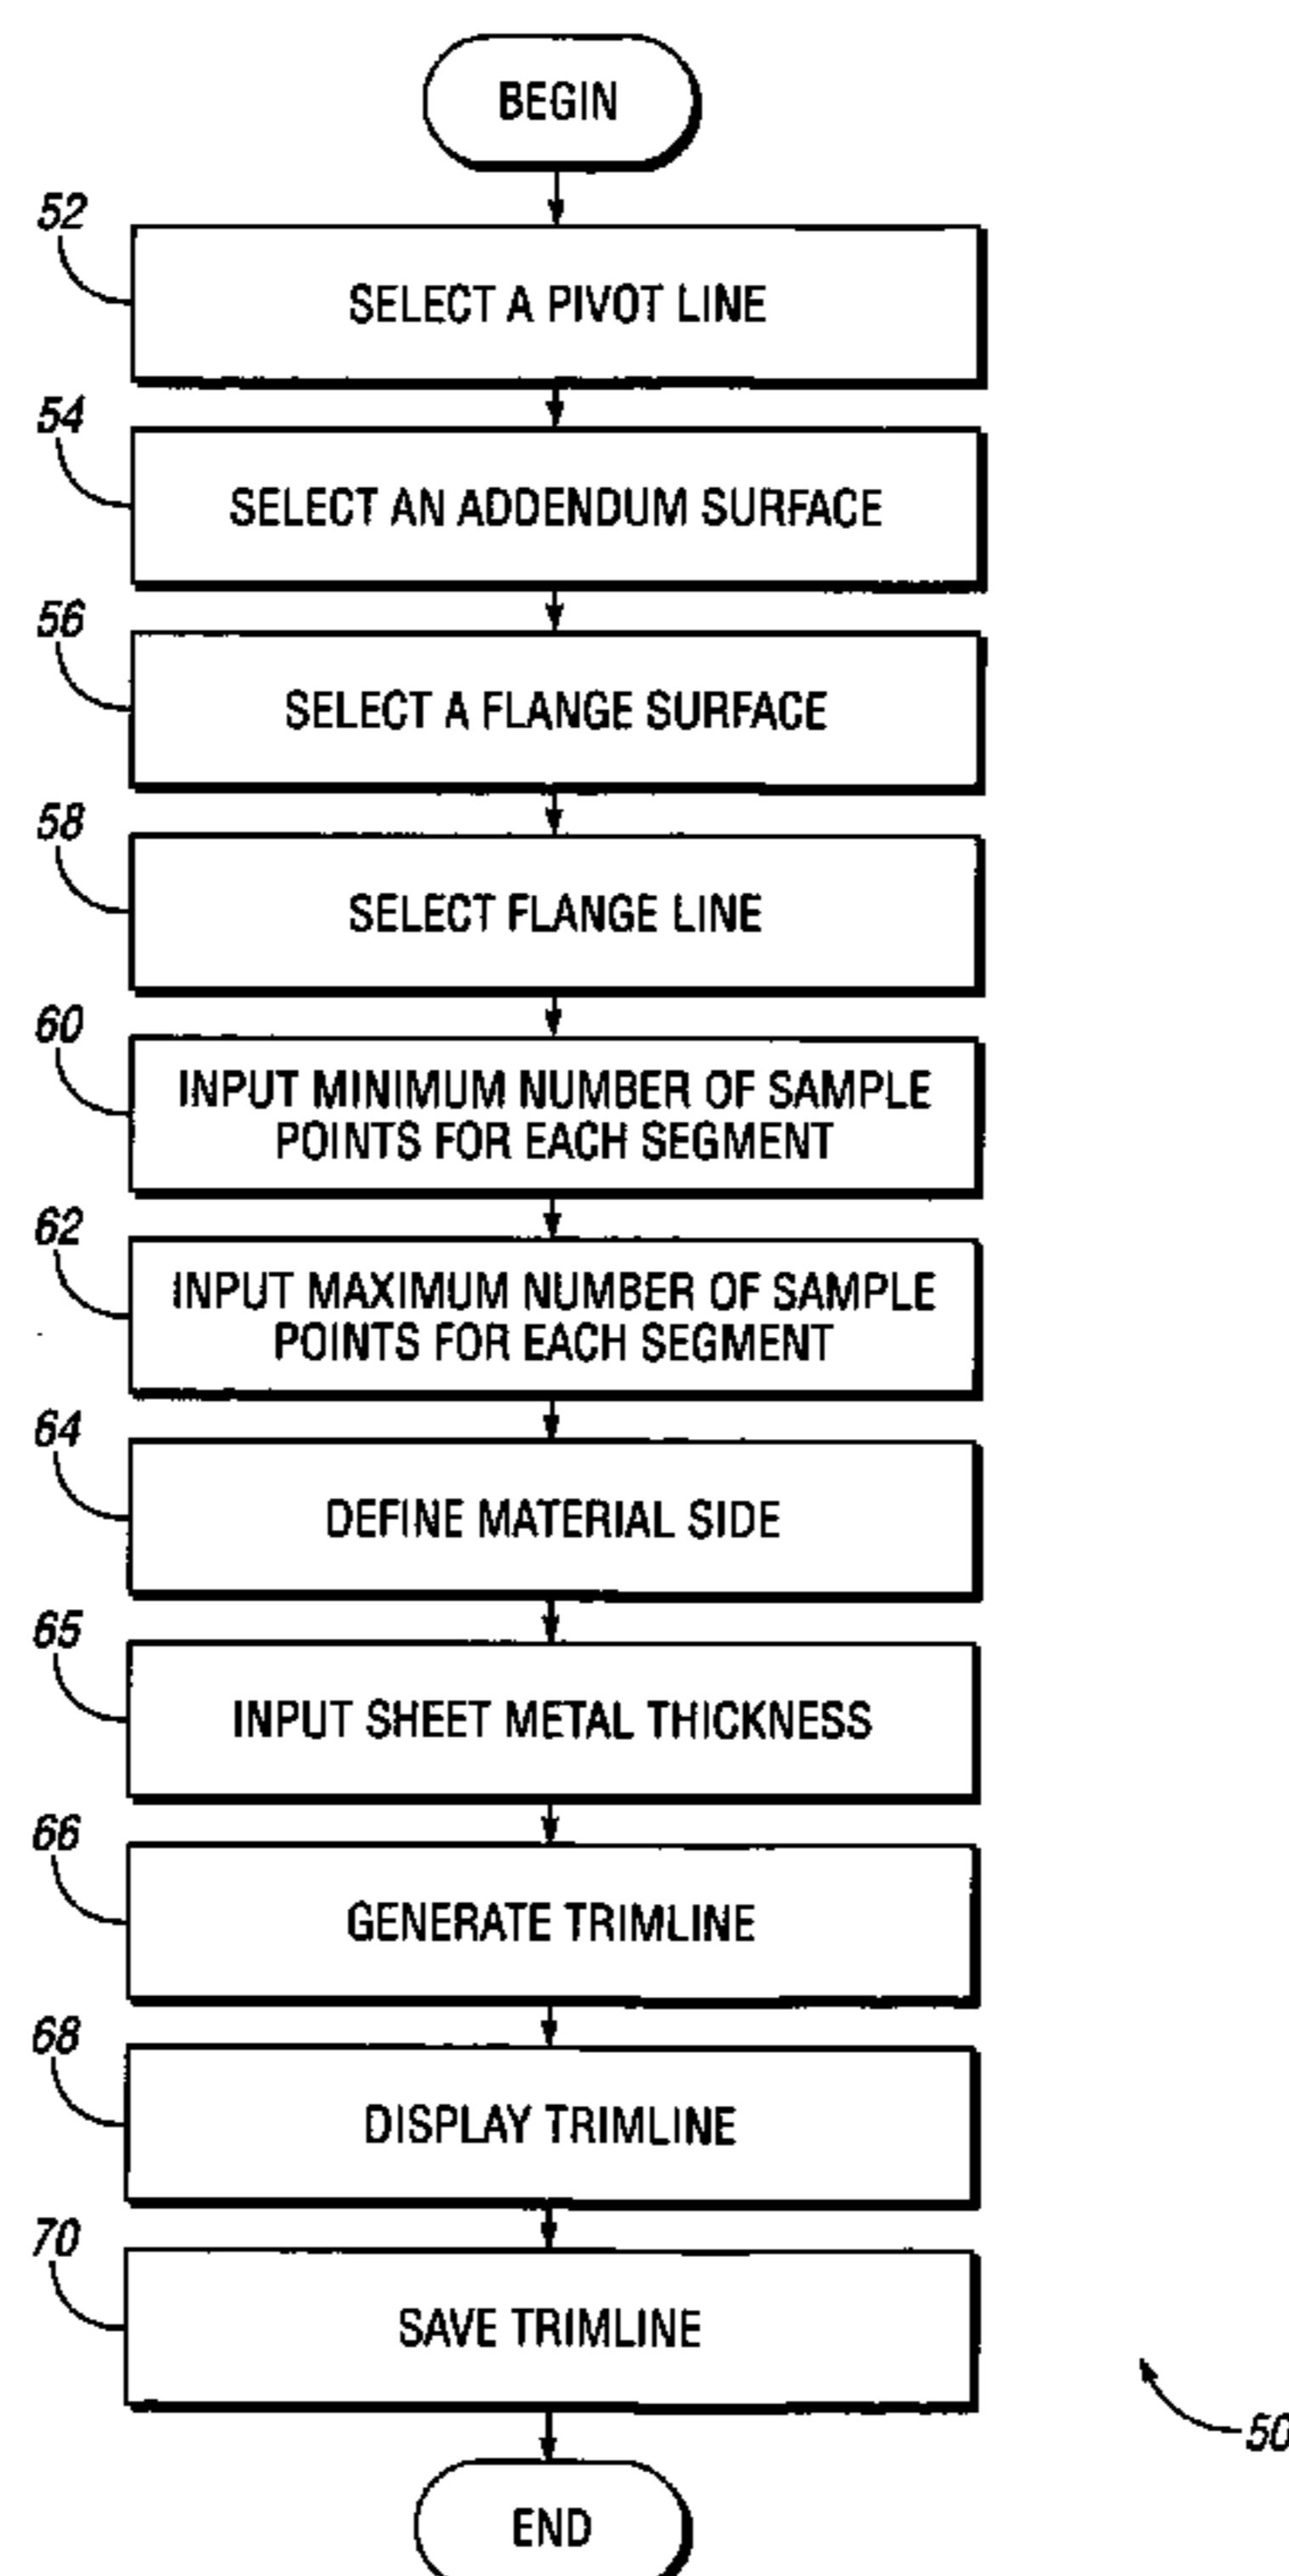 BEGIN
52
SELECT A PIVOT LINE
54
SELECT AN ADDENDUM SURFACE
56
SELECT A FLANGE SURFACE
58
SELECT FLANGE LINE
60
INPUT MINIMUM NUMBER OF SAMPLE
POINTS FOR EACH SEGMENT
62
INPUT MAXIMUM NUMBER OF SAMPLE
POINTS FOR EACH SEGMENT
64
DEFINE MATERIAL SIDE
65
INPUT SHEET METAL THICKNESS
66
GENERATE TRIMLINE
68
DISPLAY TRIMLINE
70
SAVE TRIMLINE
50
END